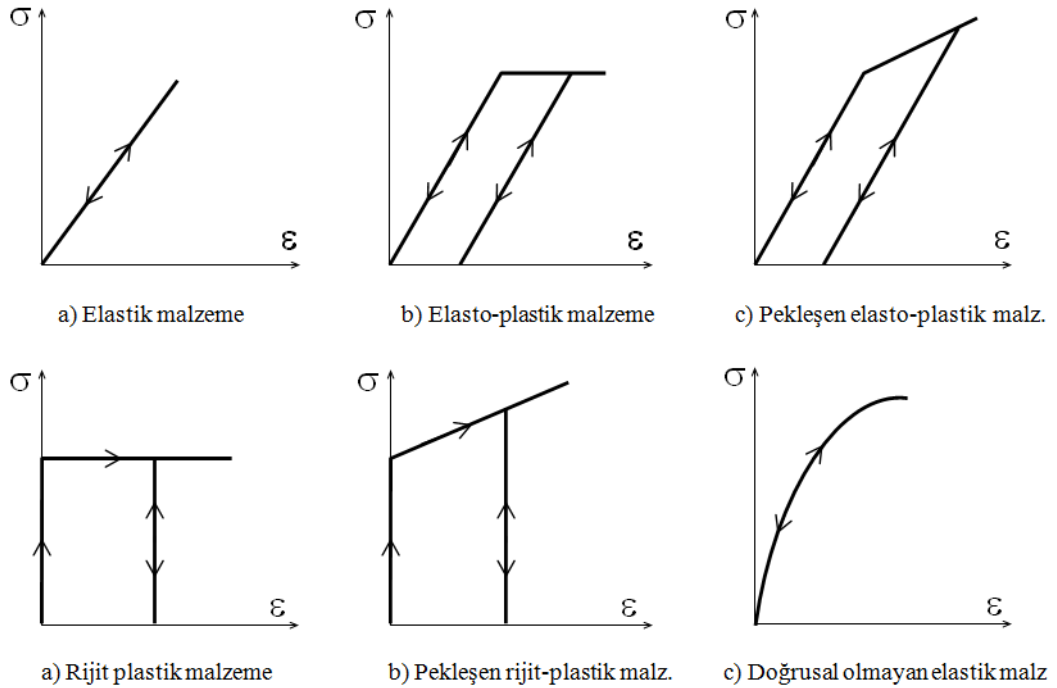 σ
ε
a) Elastik malzeme
σ
ε
b) Elasto-plastik malzeme
σ
ε
c) Pekleşen elasto-plastik malz.
σ
ε
a) Rijit plastik malzeme
σ
ε
b) Pekleşen rijit-plastik malz.
σ
ε
c) Doğrusal olmayan elastik malz